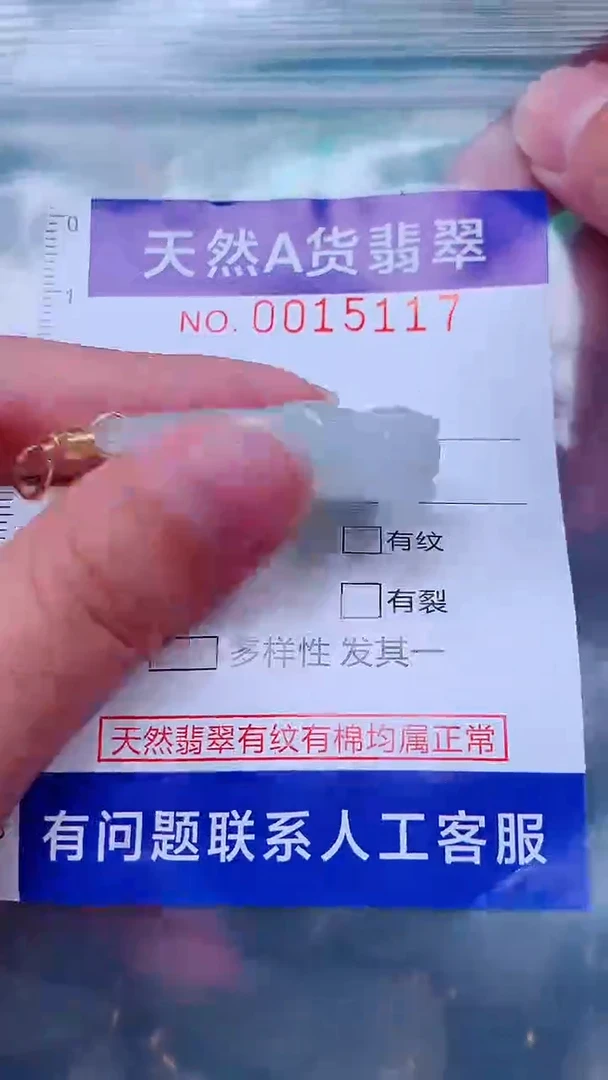 天然A货翡翠
NO. 0015117
0
1
有纹
有裂
多样性 发其一
天然翡翠有纹有棉均属正常
有问题联系人工客服